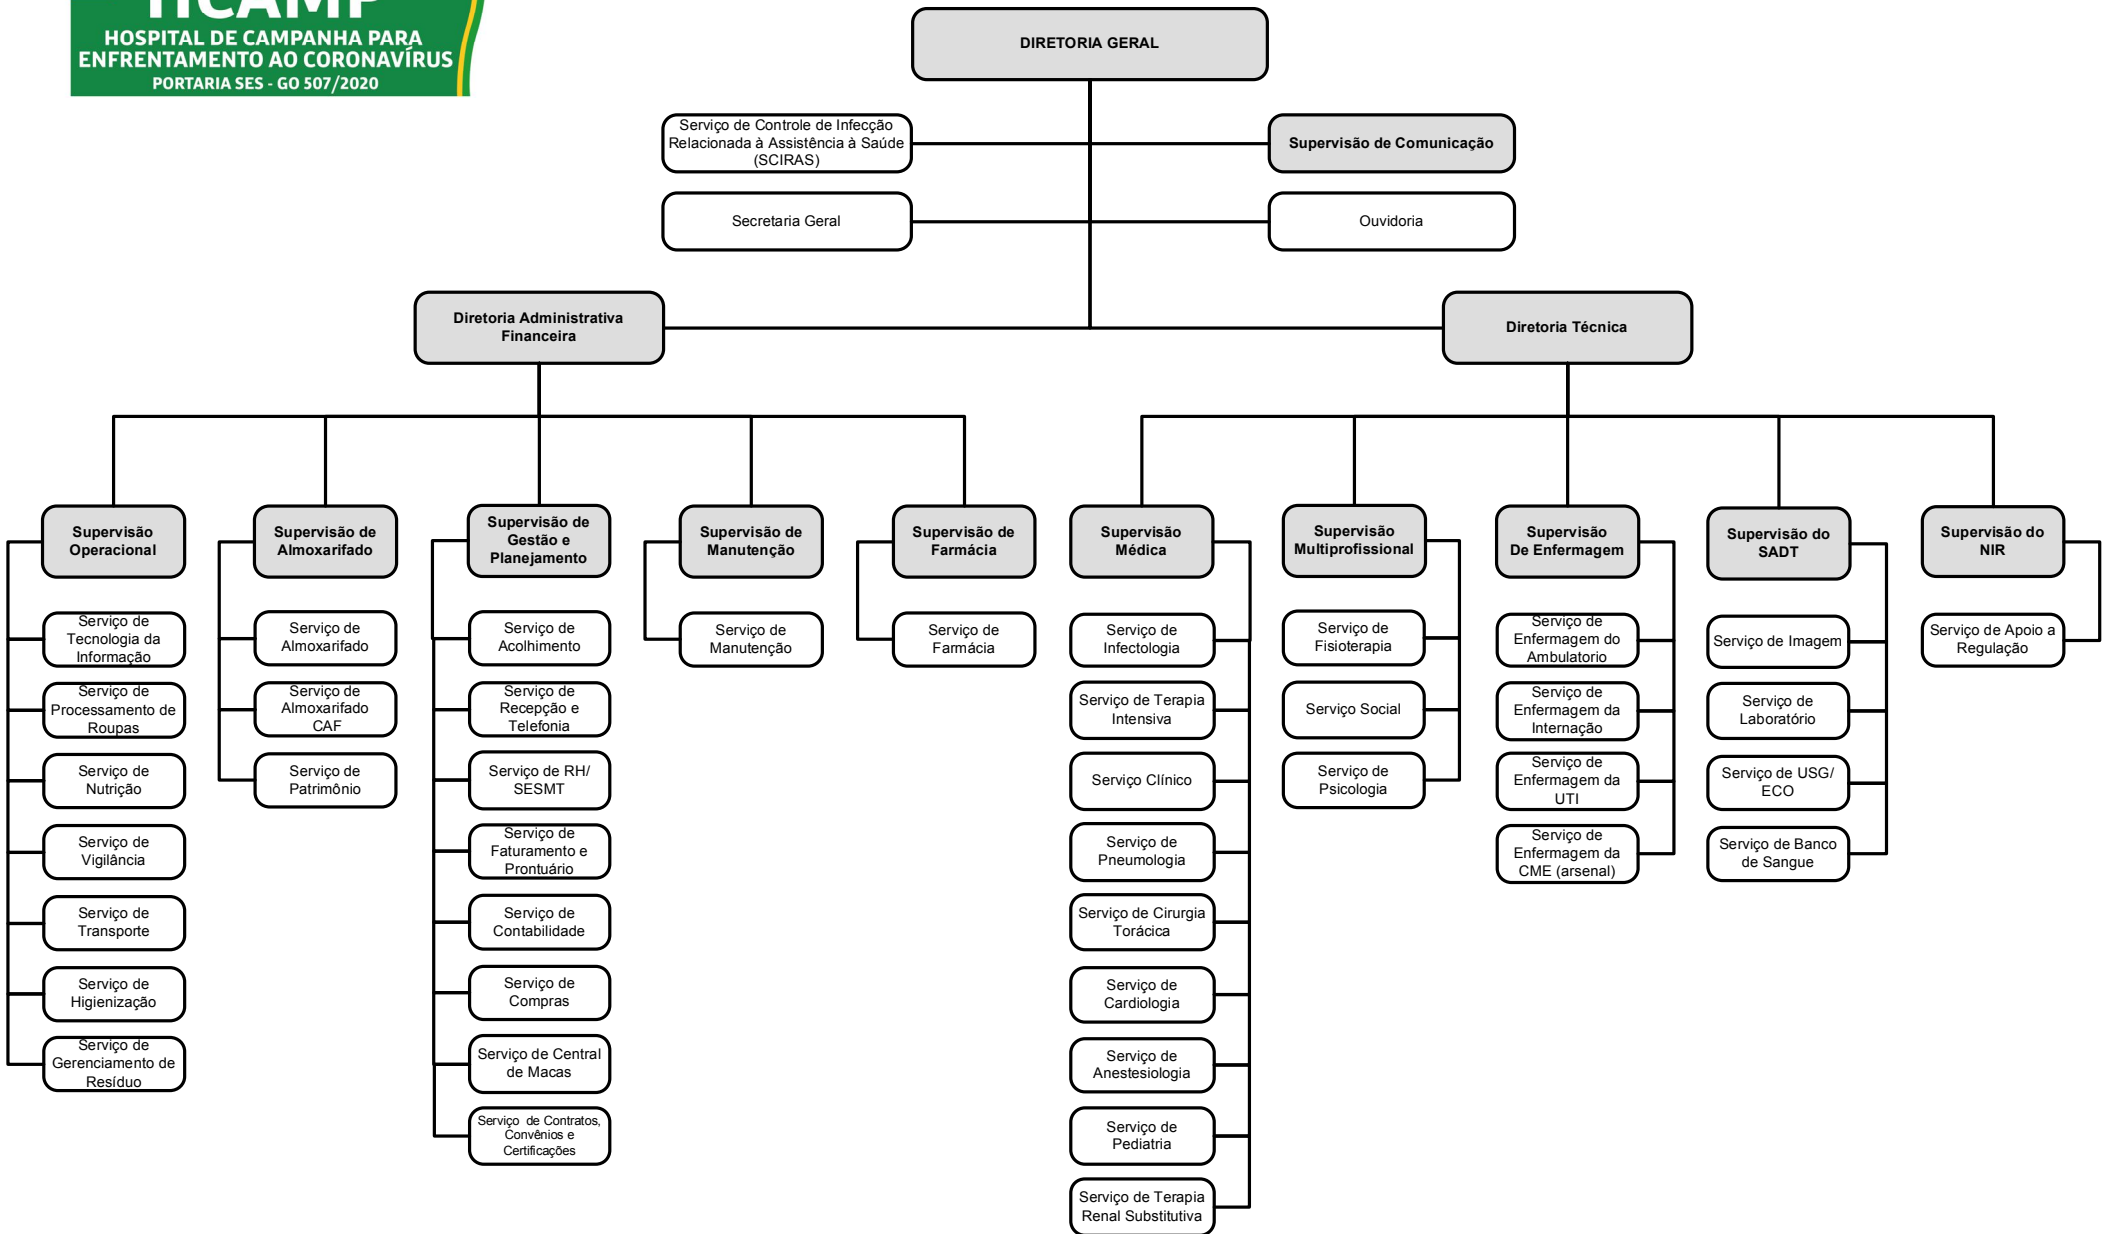 HCAMP
HOSPITAL DE CAMPANHA PARA
ENFRENTAMENTO AO CORONAVÍRUS
PORTARIA SES - GO 507/2020
DIRETORIA GERAL
Serviço de Controle de Infecção
Relacionada à Assistência à Saúde
(SCIRAS)
Supervisão de Comunicação
Secretaria Geral
Ouvidoria
Diretoria Administrativa
Financeira
Diretoria Técnica
Supervisão
Operacional
Supervisão de
Almoxarifado
Supervisão de
Gestão e
Planejamento
Supervisão de
Manutenção
Supervisão de
Farmácia
Supervisão
Médica
Supervisão
Multiprofissional
Supervisão
De Enfermagem
Supervisão do
SADT
Supervisão do
NIR
Serviço de
Tecnologia da
Informação
Serviço de
Processamento de
Roupas
Serviço de
Nutrição
Serviço de
Vigilância
Serviço de
Transporte
Serviço de
Higienização
Serviço de
Gerenciamento de
Resíduo
Serviço de
Almoxarifado
Serviço de
Almoxarifado
CAF
Serviço de
Patrimônio
Serviço de
Acolhimento
Serviço de
Recepção e
Telefonia
Serviço de RH/
SESMT
Serviço de
Faturamento e
Prontuário
Serviço de
Contabilidade
Serviço de
Compras
Serviço de Central
de Macas
Serviço de Contratos,
Convênios e
Certificações
Serviço de
Manutenção
Serviço de
Farmácia
Serviço de
Infectologia
Serviço de Terapia
Intensiva
Serviço Clínico
Serviço de
Pneumologia
Serviço de Cirurgia
Torácica
Serviço de
Cardiologia
Serviço de
Anestesiologia
Serviço de
Pediatria
Serviço de Terapia
Renal Substitutiva
Serviço de
Fisioterapia
Serviço Social
Serviço de
Psicologia
Serviço de
Enfermagem do
Ambulatorio
Serviço de
Enfermagem da
Internação
Serviço de
Enfermagem da
UTI
Serviço de
Enfermagem da
CME (arsenal)
Serviço de Imagem
Serviço de
Laboratório
Serviço de USG/
ECO
Serviço de Banco
de Sangue
Serviço de Apoio a
Regulação